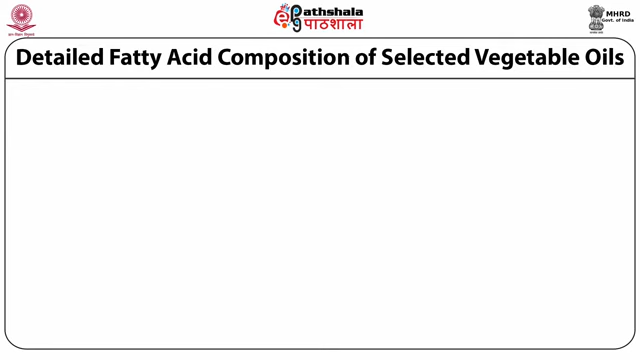 ePathshala
पाठशाला
MHRD
Govt. of India
Detailed Fatty Acid Composition of Selected Vegetable Oils